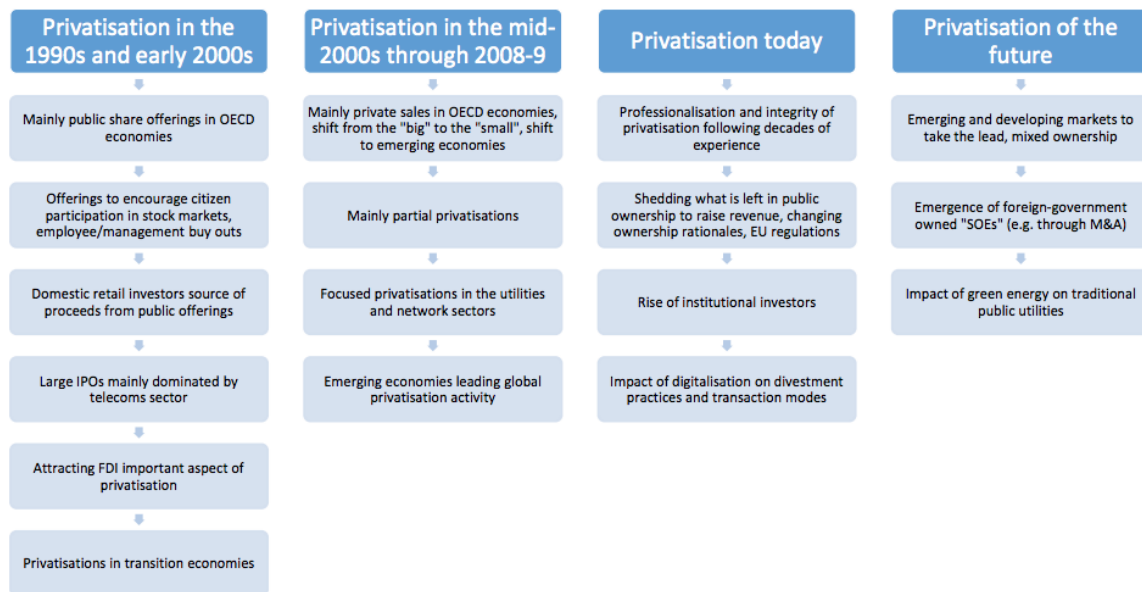 Privatisation in the
1990s and early 2000s
Mainly public share offerings in OECD
economies
Offerings to encourage citizen
participation in stock markets,
employee/management buy outs
Domestic retail investors source of
proceeds from public offerings
Large IPOs mainly dominated by
telecoms sector
Attracting FDI important aspect of
privatisation
Privatisations in transition economies
Privatisation in the mid-
2000s through 2008-9
Mainly private sales in OECD economies,
shift from the "big" to the "small", shift
to emerging economies
Mainly partial privatisations
Focused privatisations in the utilities
and network sectors
Emerging economies leading global
privatisation activity
Privatisation today
Professionalisation and integrity of
privatisation following decades of
experience
Shedding what is left in public
ownership to raise revenue, changing
ownership rationales, EU regulations
Rise of institutional investors
Impact of digitalisation on divestment
practices and transaction modes
Privatisation of the
future
Emerging and developing markets to
take the lead, mixed ownership
Emergence of foreign-government
owned "SOEs" (e.g. through M&A)
Impact of green energy on traditional
public utilities